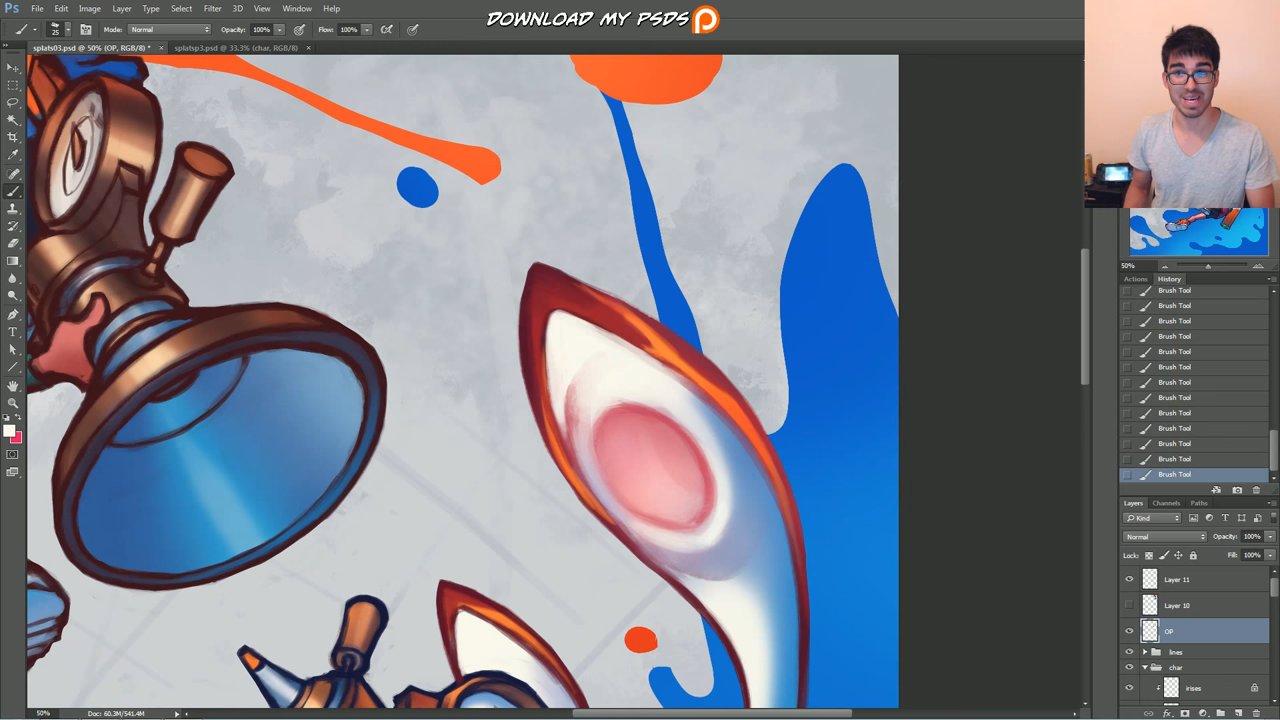 Ps File Edit Image Layer Type Select Filter 3D View Window Help
DOWNLOAD MY PSDS
25 Mode: Normal Opacity: 100% Flow: 100%
splats03.psd @ 50% (OP, RGB/8) * × splatsp3.psd @ 33.3% (char, RGB/8) ×
50%
Actions History
Brush Tool
Brush Tool
Brush Tool
Brush Tool
Brush Tool
Brush Tool
Brush Tool
Brush Tool
Brush Tool
Brush Tool
Brush Tool
Brush Tool
Brush Tool
Layers Channels Paths
Kind
Normal Opacity: 100%
Lock: Fill: 100%
Layer 11
Layer 10
OP
lines
char
irises
50% Doc: 60.3M/541.4M